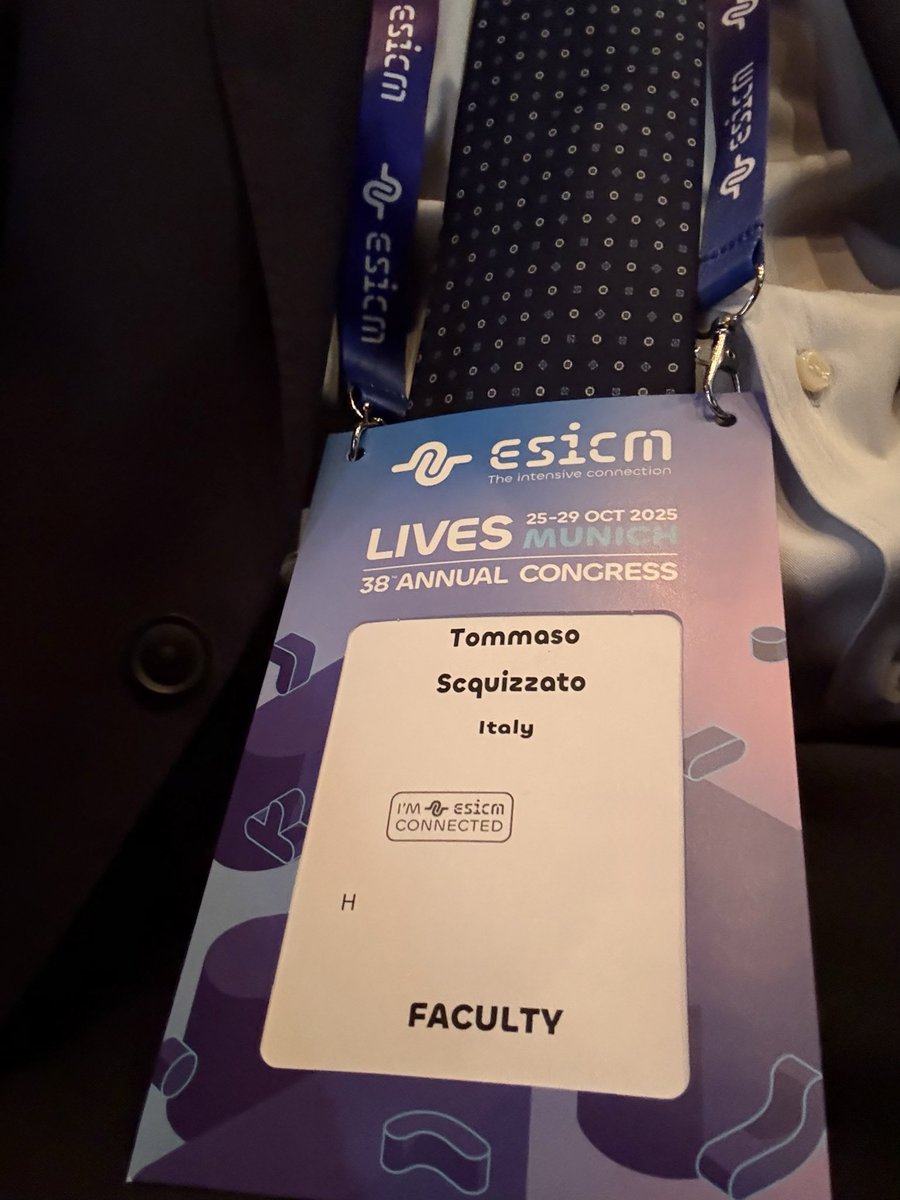 esicm
esicm
esicm
esicm
The intensive connection
LIVES 25-29 OCT 2025
MUNICH
38TH ANNUAL CONGRESS
Tommaso
Scquizzato
Italy
I'M esicm
CONNECTED
H
FACULTY